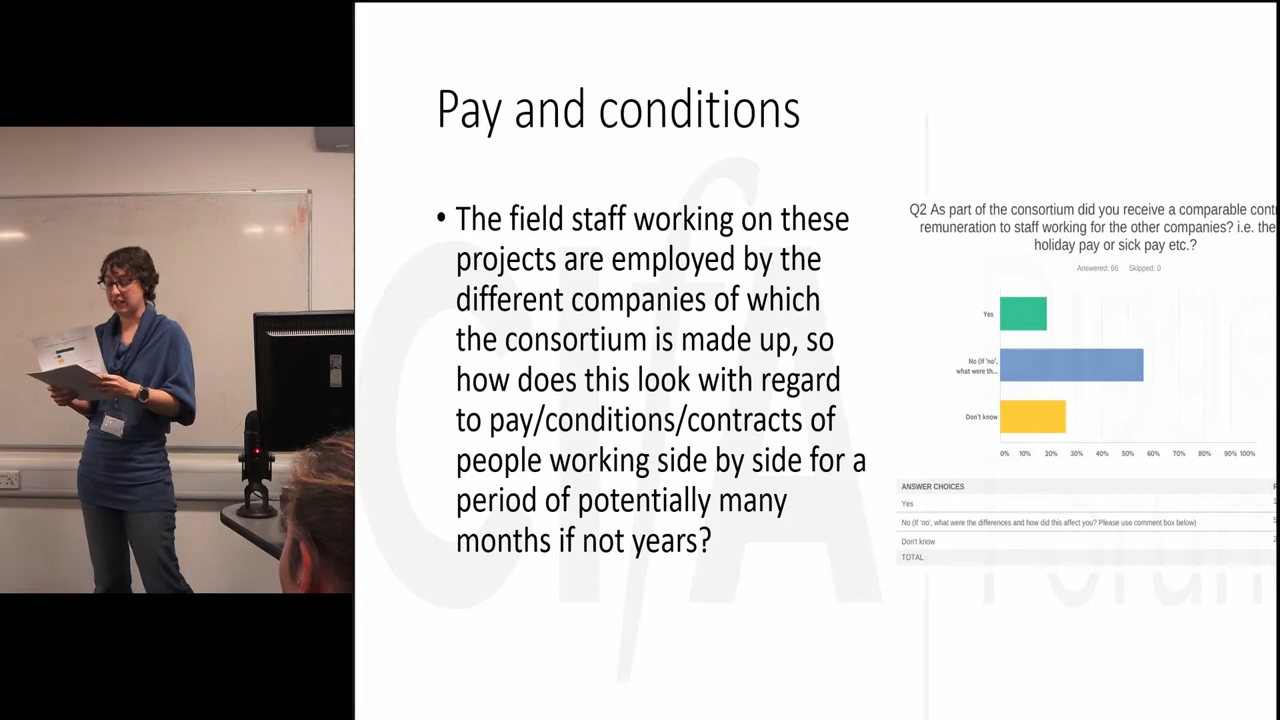 Pay and conditions
• The field staff working on these
projects are employed by the
different companies of which
the consortium is made up, so
how does this look with regard
to pay/conditions/contracts of
people working side by side for a
period of potentially many
months if not years?
Q2 As part of the consortium did you receive a comparable cont
remuneration to staff working for the other companies? i.e. the
holiday pay or sick pay etc.?
Answered: 66 Skipped: 0
Yes
No (If 'no',
what were th...
Don't know
0% 10% 20% 30% 40% 50% 60% 70% 80% 90% 100%
ANSWER CHOICES
Yes
No (If 'no', what were the differences and how did this affect you? Please use comment box below)
Don't know
TOTAL
CIfA
Forum